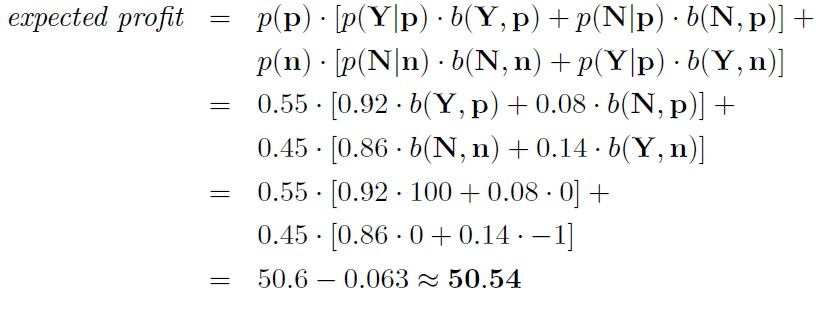 expected profit = p(p) · [p(Y|p) · b(Y, p) + p(N|p) · b(N, p)] +
p(n) · [p(N|n) · b(N, n) + p(Y|p) · b(Y, n)]
= 0.55 · [0.92 · b(Y, p) + 0.08 · b(N, p)] +
0.45 · [0.86 · b(N, n) + 0.14 · b(Y, n)]
= 0.55 · [0.92 · 100 + 0.08 · 0] +
0.45 · [0.86 · 0 + 0.14 · −1]
= 50.6 − 0.063 ≈ 50.54